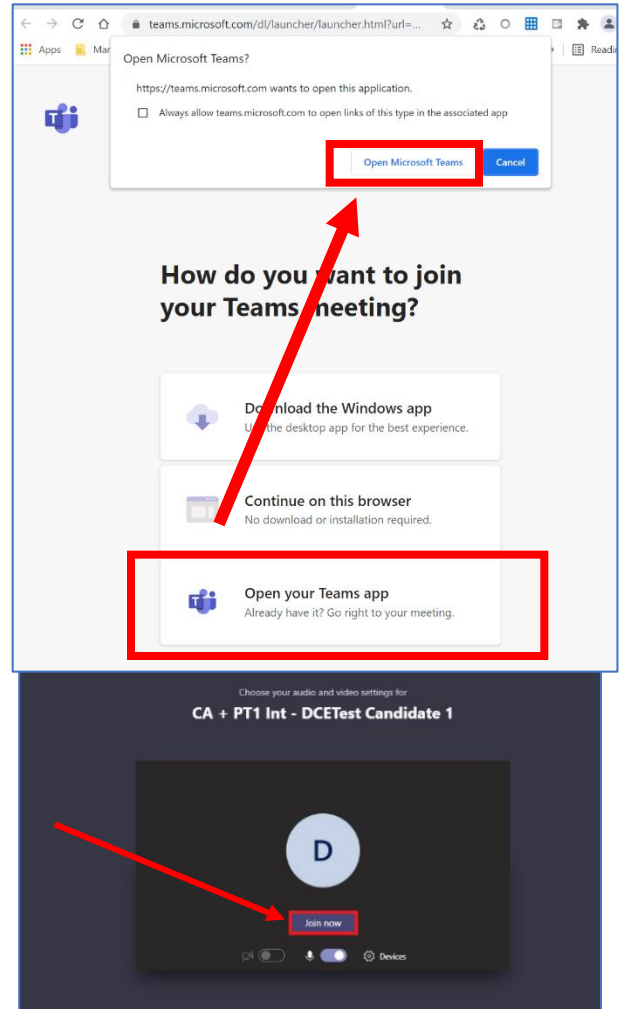 teams.microsoft.com/dl/launcher/launcher.html?url=...
Apps
Mar
Readi
Open Microsoft Teams?
https://teams.microsoft.com wants to open this application.
Always allow teams.microsoft.com to open links of this type in the associated app
Open Microsoft Teams
Cancel
How do you want to join
your Teams meeting?
Download the Windows app
Use the desktop app for the best experience.
Continue on this browser
No download or installation required.
Open your Teams app
Already have it? Go right to your meeting.
Choose your audio and video settings for
CA + PT1 Int - DCETest Candidate 1
D
Join now
Devices